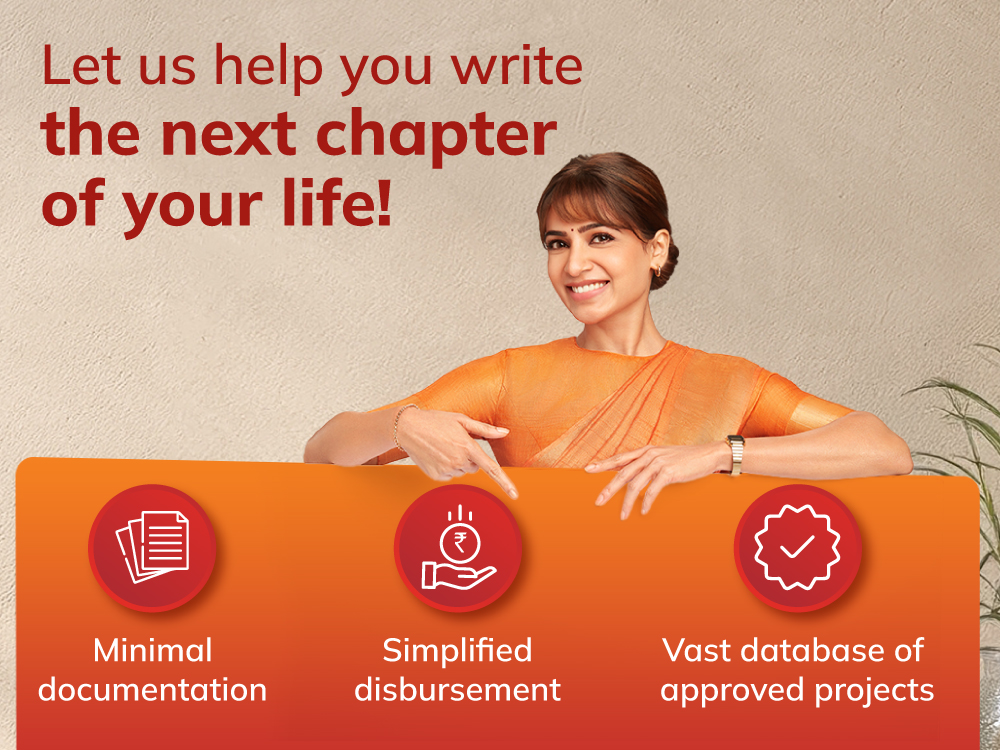 Let us help you write
the next chapter
of your life!
₹
Minimal
documentation
Simplified
disbursement
Vast database of
approved projects